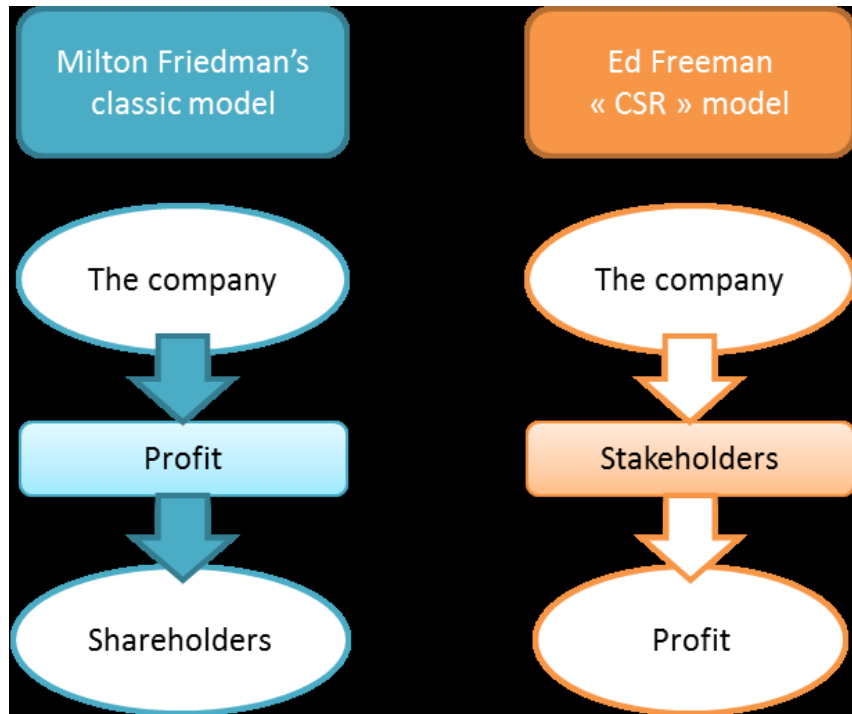 Milton Friedman’s
classic model
The company
Profit
Shareholders
Ed Freeman
« CSR » model
The company
Stakeholders
Profit